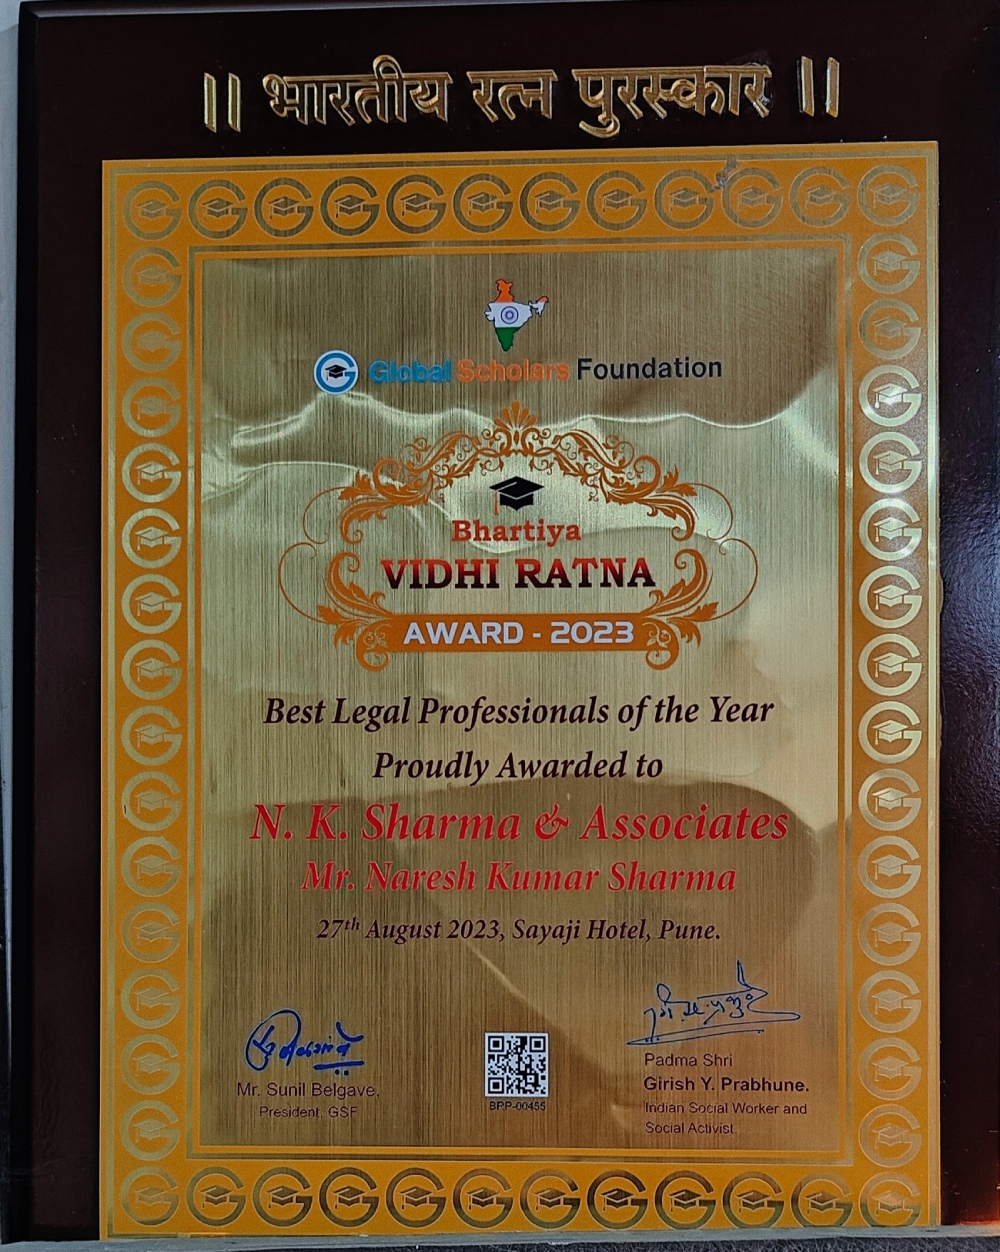 || भारतीय रत्न पुरस्कार ||
Global Scholars Foundation
Bhartiya
VIDHI RATNA
AWARD - 2023
Best Legal Professionals of the Year
Proudly Awarded to
N. K. Sharma & Associates
Mr. Naresh Kumar Sharma
27th August 2023, Sayaji Hotel, Pune.
Mr. Sunil Belgave,
President, GSF
BPP-00455
Padma Shri
Girish Y. Prabhune.
Indian Social Worker and
Social Activist.